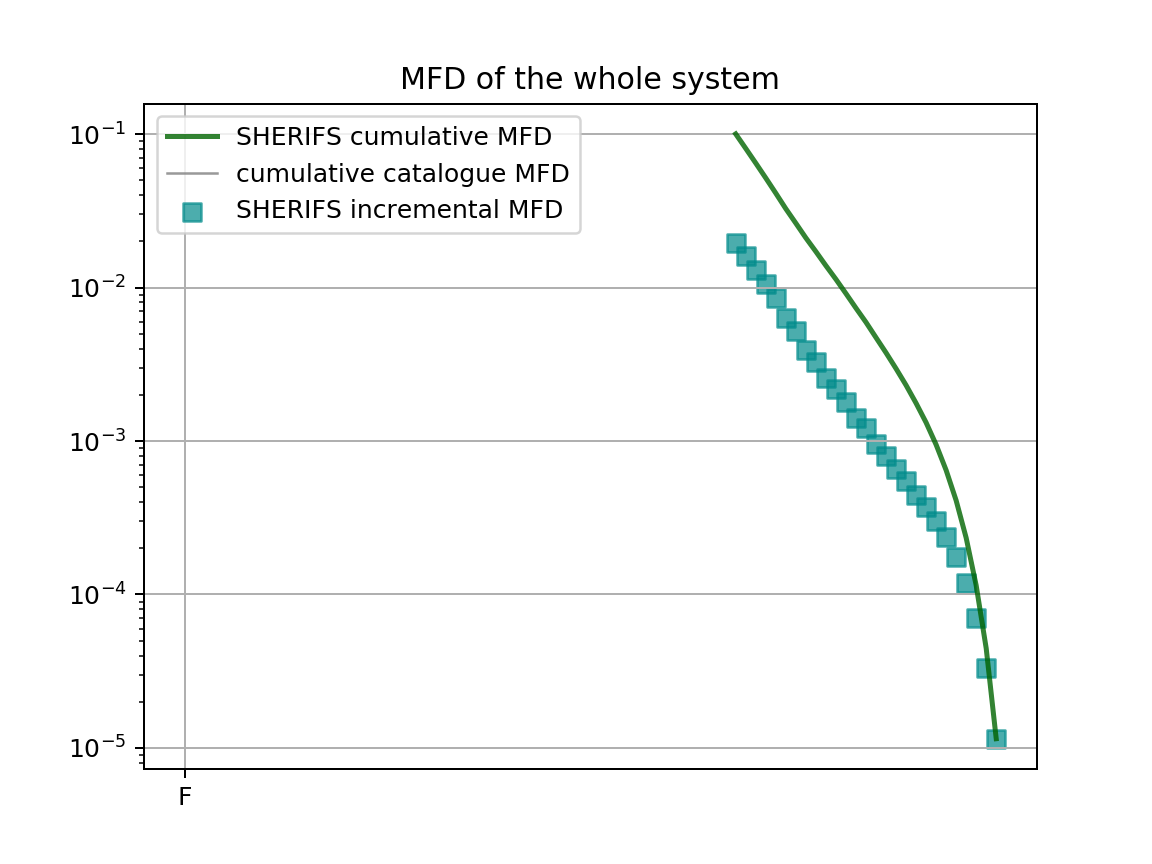 MFD of the whole system
SHERIFS cumulative MFD
cumulative catalogue MFD
SHERIFS incremental MFD
10⁻¹
10⁻²
10⁻³
10⁻⁴
10⁻⁵
F